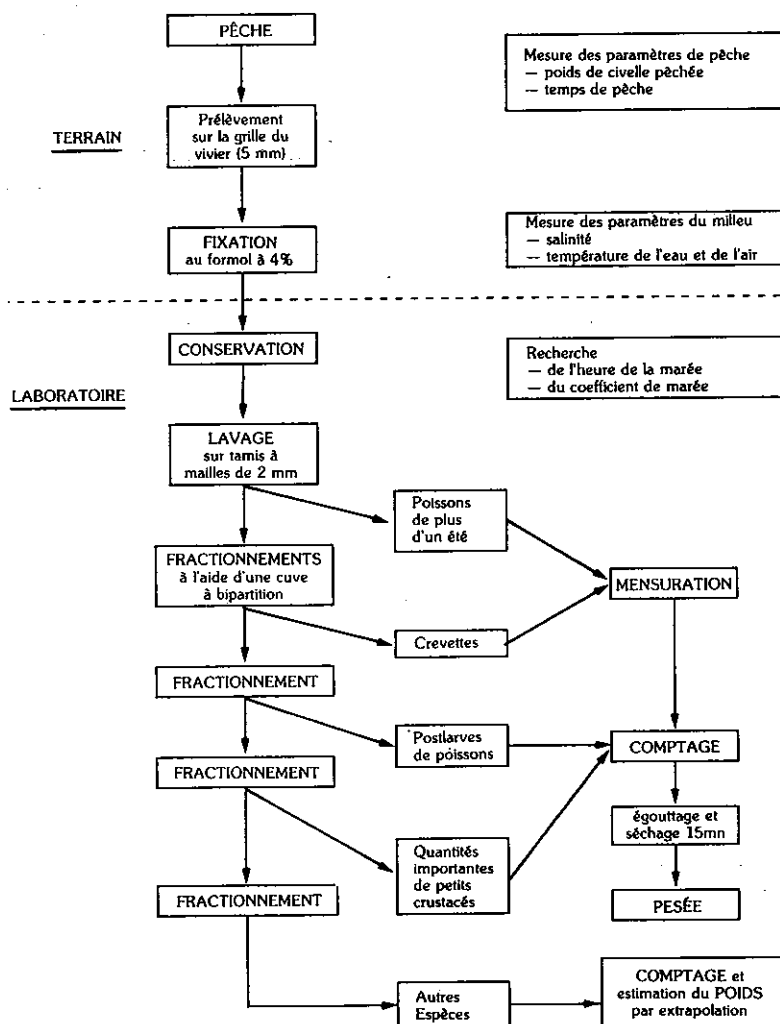 PÊCHE
Mesure des paramètres de pêche
— poids de civelle pêchée
— temps de pêche
TERRAIN
Prélèvement
sur la grille du
vivier (5 mm)
FIXATION
au formol à 4%
Mesure des paramètres du milieu
— salinité
— température de l'eau et de l'air
CONSERVATION
Recherche
— de l'heure de la marée
— du coefficient de marée
LABORATOIRE
LAVAGE
sur tamis à
mailles de 2 mm
Poissons
de plus
d'un été
FRACTIONNEMENTS
à l'aide d'une cuve
à bipartition
MENSURATION
Crevettes
FRACTIONNEMENT
Postlarves
de poissons
COMPTAGE
FRACTIONNEMENT
égouttage et
séchage 15mn
Quantités
importantes
de petits
crustacés
FRACTIONNEMENT
PESÉE
Autres
Espèces
COMPTAGE et
estimation du POIDS
par extrapolation